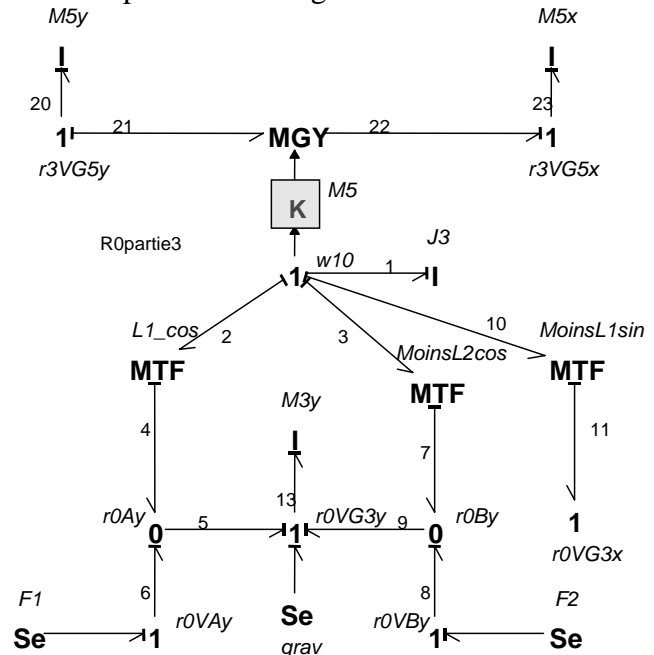 M5y M5x
I I
20 23
21 22
1 MGY 1
r3VG5y r3VG5x
M5
K
R0partie3 J3
w10
1 1 I
L1_cos 2 3 10 MoinsL1sin
MoinsL2cos
MTF MTF
M3y MTF
4 I 7 11
13
r0Ay 5 r0VG3y 9 r0By
0 1 0 1
r0VG3x
F1 6 8 F2
r0VAy Se r0VBy
Se 1 1 Se
grav